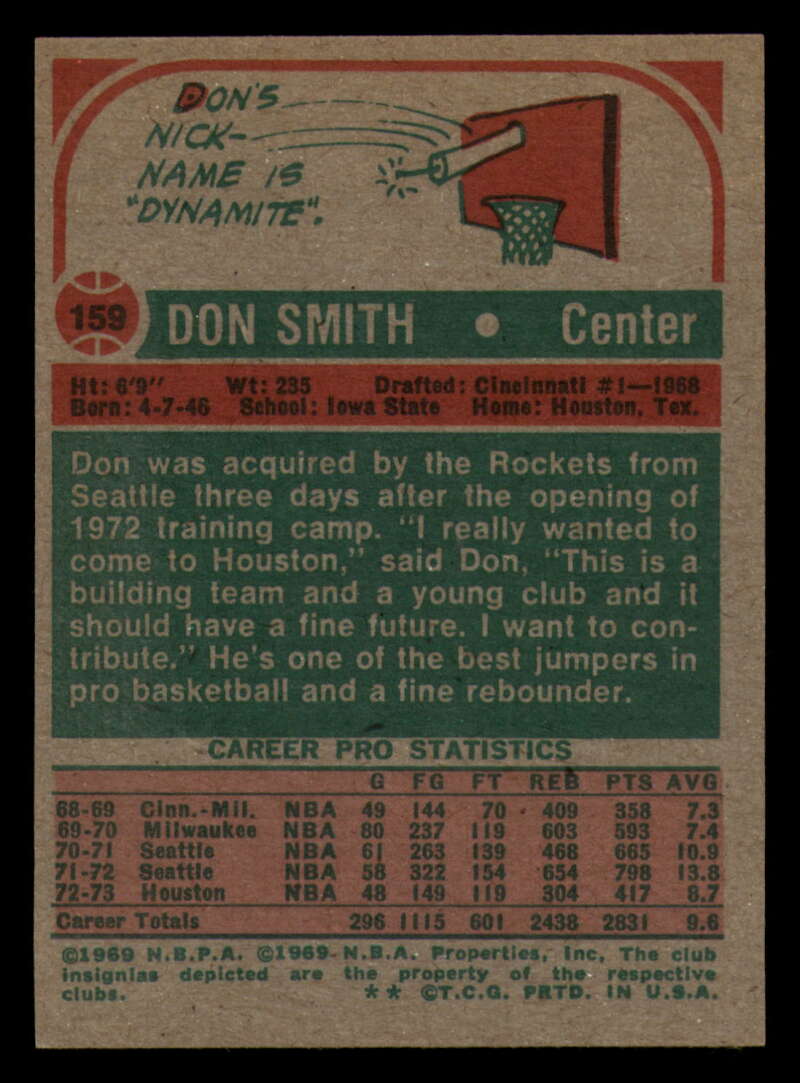 DON'S
NICK-
NAME IS
"DYNAMITE".
159 DON SMITH • Center
Ht: 6'9" Wt: 235 Drafted: Cincinnati #1—1968
Born: 4-7-46 School: Iowa State Home: Houston, Tex.
Don was acquired by the Rockets from
Seattle three days after the opening of
1972 training camp. "I really wanted to
come to Houston," said Don, "This is a
building team and a young club and it
should have a fine future. I want to con-
tribute." He's one of the best jumpers in
pro basketball and a fine rebounder.
CAREER PRO STATISTICS
G FG FT REB PTS AVG
68-69 Cinn.-Mil. NBA 49 144 70 409 358 7.3
69-70 Milwaukee NBA 80 237 119 603 593 7.4
70-71 Seattle NBA 61 263 139 468 665 10.9
71-72 Seattle NBA 58 322 154 654 798 13.8
72-73 Houston NBA 48 149 119 304 417 8.7
Career Totals 296 1115 601 2438 2831 9.6
©1969 N.B.P.A. ©1969 N.B.A. Properties, Inc, The club
insignias depicted are the property of the respective
clubs. ** ©T.C.G. PRTD. IN U.S.A.